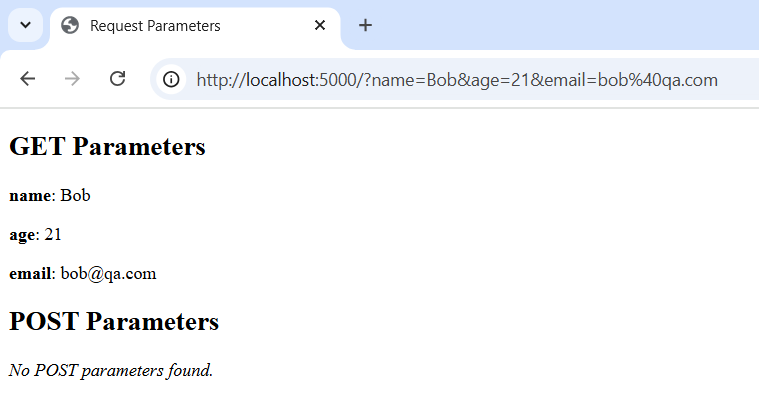 Request Parameters
http://localhost:5000/?name=Bob&age=21&email=bob%40qa.com
GET Parameters
name: Bob
age: 21
email: bob@qa.com
POST Parameters
No POST parameters found.